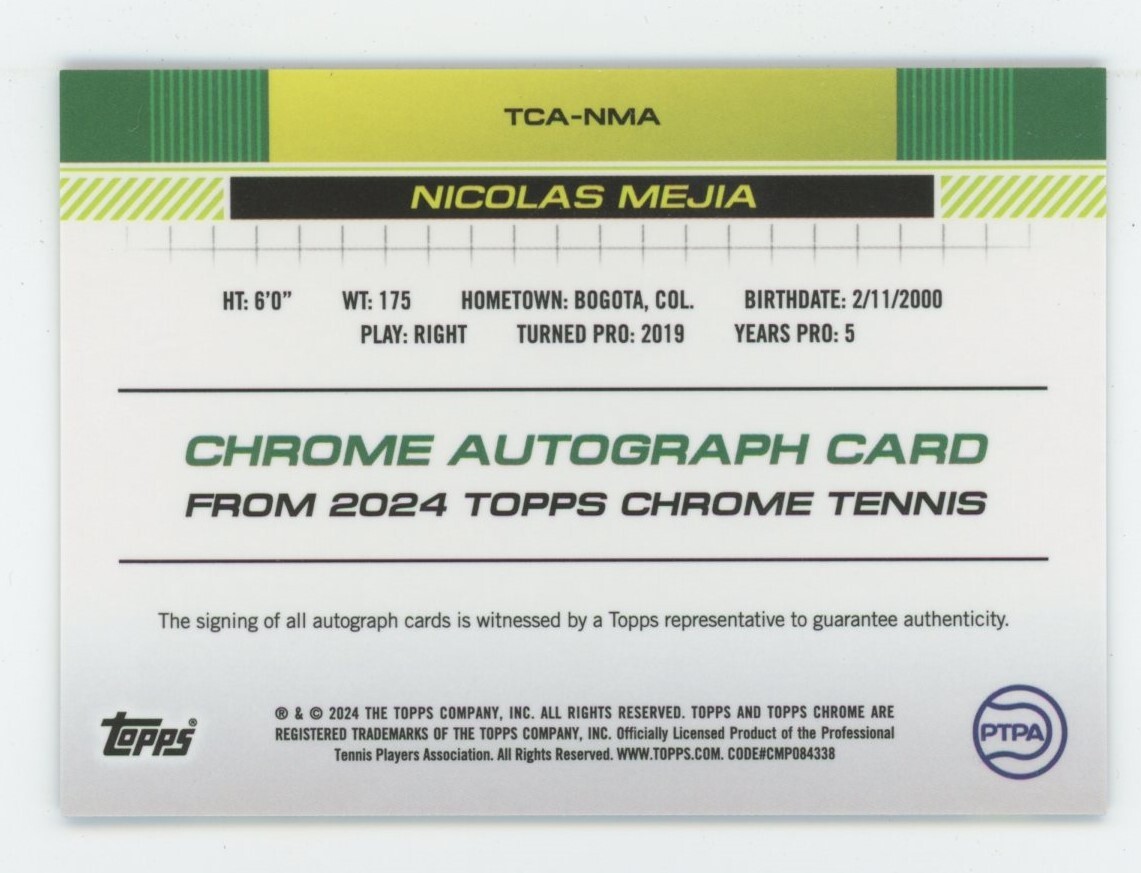 TCA-NMA
NICOLAS MEJIA
HT: 6'0" WT: 175 HOMETOWN: BOGOTA, COL. BIRTHDATE: 2/11/2000
PLAY: RIGHT TURNED PRO: 2019 YEARS PRO: 5
CHROME AUTOGRAPH CARD
FROM 2024 TOPPS CHROME TENNIS
The signing of all autograph cards is witnessed by a Topps representative to guarantee authenticity.
Topps®
® & © 2024 THE TOPPS COMPANY, INC. ALL RIGHTS RESERVED. TOPPS AND TOPPS CHROME ARE
REGISTERED TRADEMARKS OF THE TOPPS COMPANY, INC. Officially Licensed Product of the Professional
Tennis Players Association. All Rights Reserved. WWW.TOPPS.COM. CODE#CMP084338
PTPA